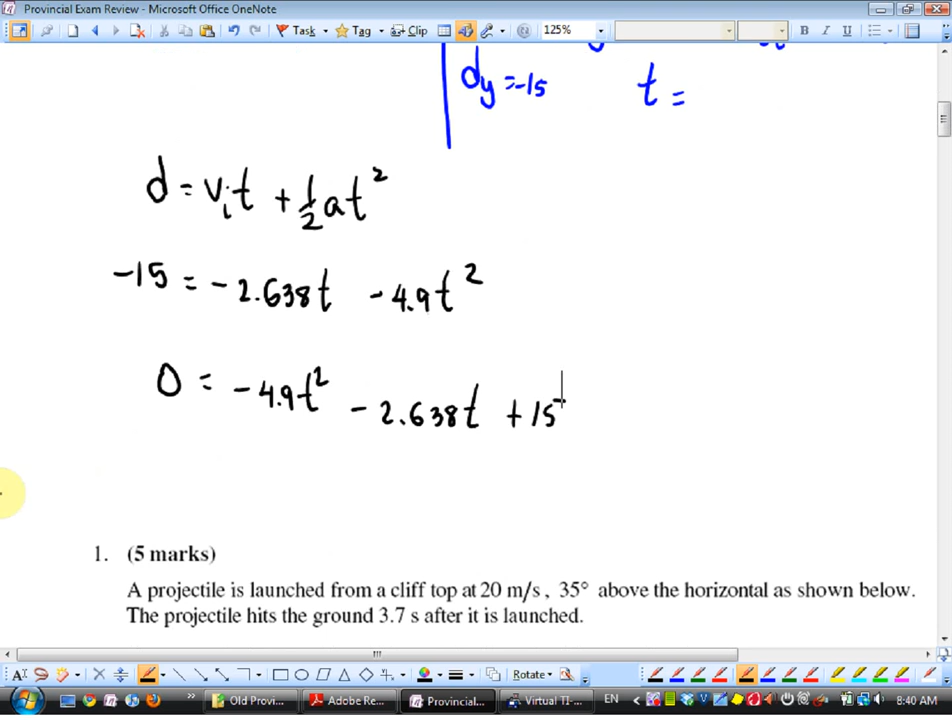 Provincial Exam Review - Microsoft Office OneNote
Task Tag Clip 125% B I U
dy = -15 t =
d = vᵢt + 1/2 at²
-15 = -2.638t - 4.9t²
0 = -4.9t² - 2.638t + 15
1. (5 marks)
A projectile is launched from a cliff top at 20 m/s, 35° above the horizontal as shown below.
The projectile hits the ground 3.7 s after it is launched.
Rotate
Old Provi... Adobe Re... Provincial... Virtual TI-... EN 8:40 AM